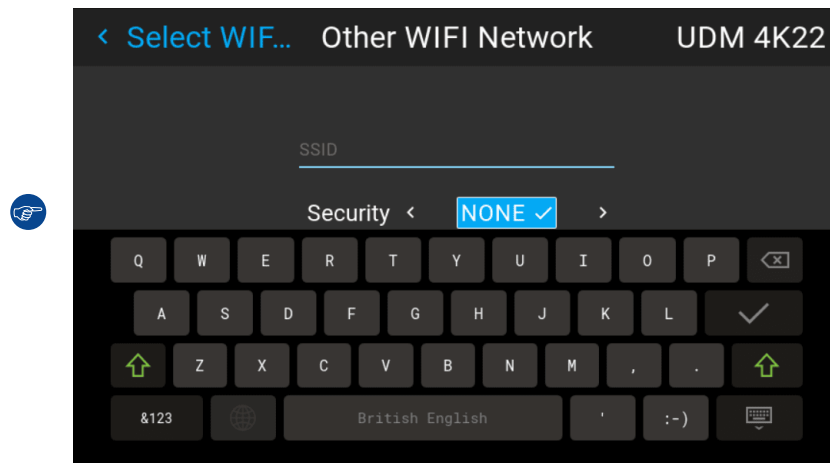 < Select WIF... Other WIFI Network UDM 4K22
SSID
Security < NONE ✓ >
Q W E R T Y U I O P
A S D F G H J K L
Z X C V B N M , .
&123 British English ' :-)